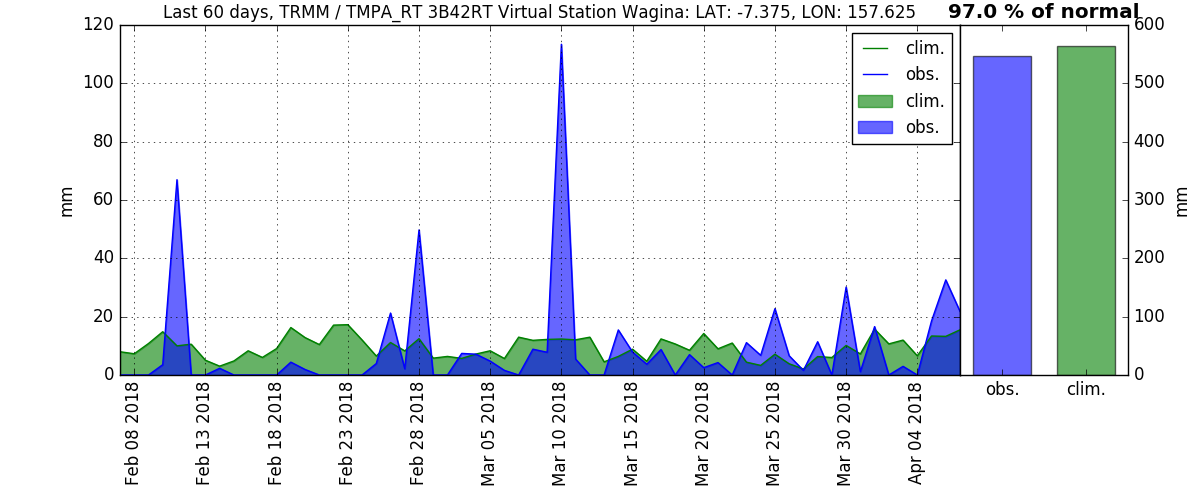 Last 60 days, TRMM / TMPA_RT 3B42RT Virtual Station Wagina: LAT: -7.375, LON: 157.625
97.0 % of normal
120
100
80
60
40
20
0
mm
clim.
obs.
clim.
obs.
600
500
400
300
200
100
0
mm
obs.
clim.
Feb 08 2018
Feb 13 2018
Feb 18 2018
Feb 23 2018
Feb 28 2018
Mar 05 2018
Mar 10 2018
Mar 15 2018
Mar 20 2018
Mar 25 2018
Mar 30 2018
Apr 04 2018